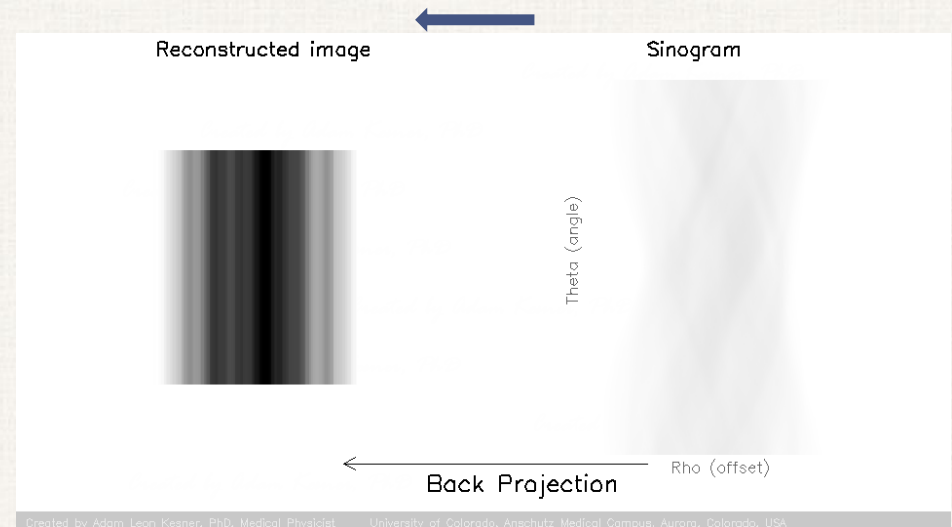 Reconstructed image
Sinogram
Theta (angle)
Rho (offset)
Back Projection
Created by Adam Leon Kesner, PhD, Medical Physicist University of Colorado, Anschutz Medical Campus, Aurora, Colorado, USA